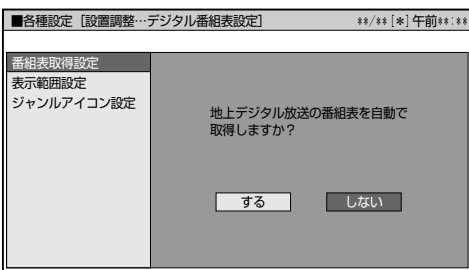 ■各種設定［設置調整…デジタル番組表設定］ **/**[*]午前**:**
番組表取得設定
表示範囲設定
ジャンルアイコン設定
地上デジタル放送の番組表を自動で
取得しますか？
する しない